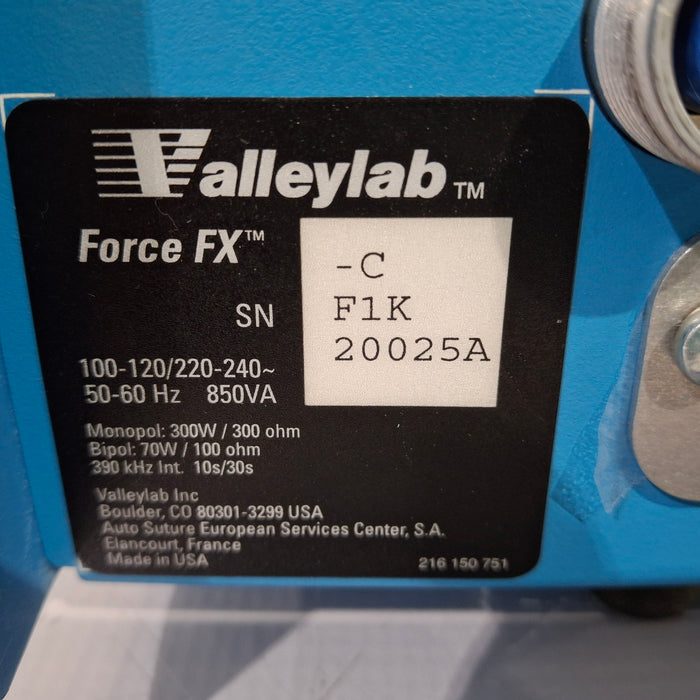 Valleylab™
Force FX™ -C
SN F1K
20025A
100-120/220-240~
50-60 Hz 850VA
Monopol: 300W / 300 ohm
Bipol: 70W / 100 ohm
390 kHz Int. 10s/30s
Valleylab Inc
Boulder, CO 80301-3299 USA
Auto Suture European Services Center, S.A.
Elancourt, France
Made in USA 216 150 751